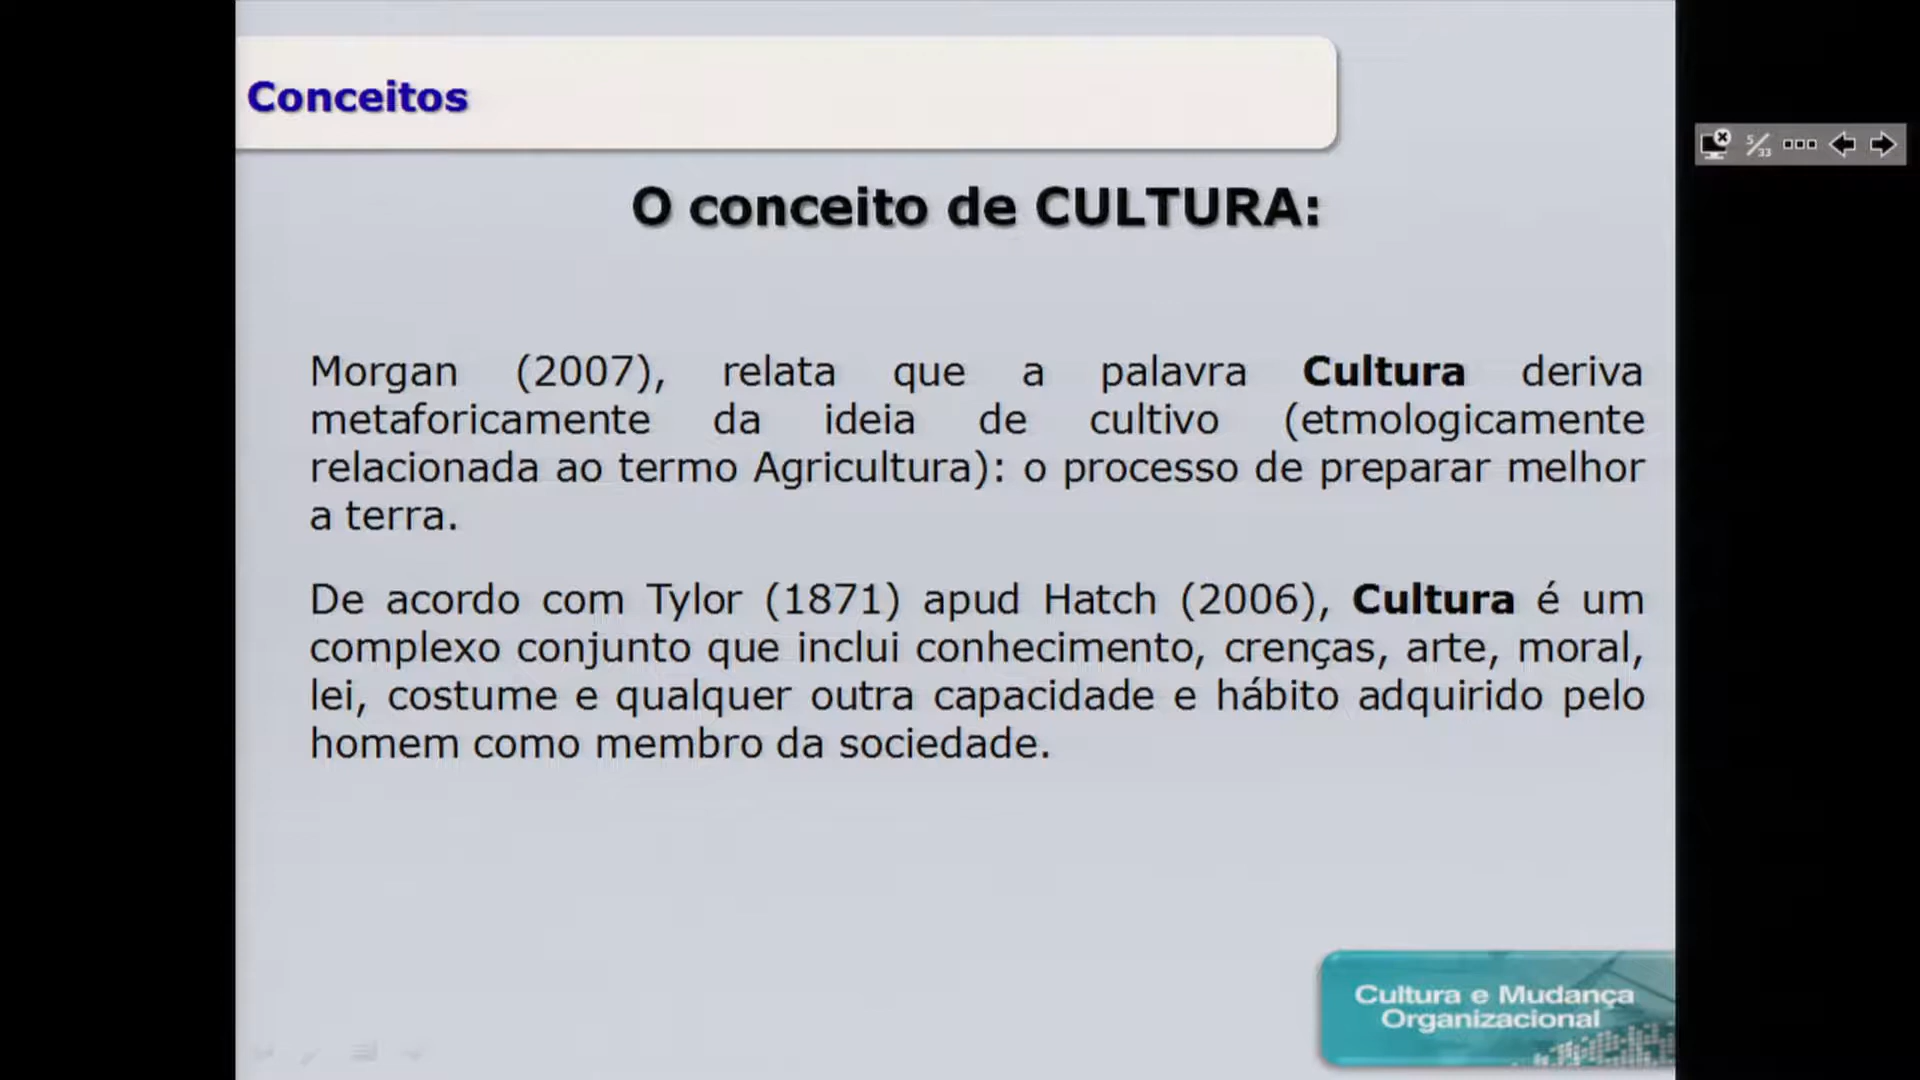 Conceitos
5/33
O conceito de CULTURA:
Morgan (2007), relata que a palavra Cultura deriva
metaforicamente da ideia de cultivo (etmologicamente
relacionada ao termo Agricultura): o processo de preparar melhor
a terra.
De acordo com Tylor (1871) apud Hatch (2006), Cultura é um
complexo conjunto que inclui conhecimento, crenças, arte, moral,
lei, costume e qualquer outra capacidade e hábito adquirido pelo
homem como membro da sociedade.
Cultura e Mudança
Organizacional